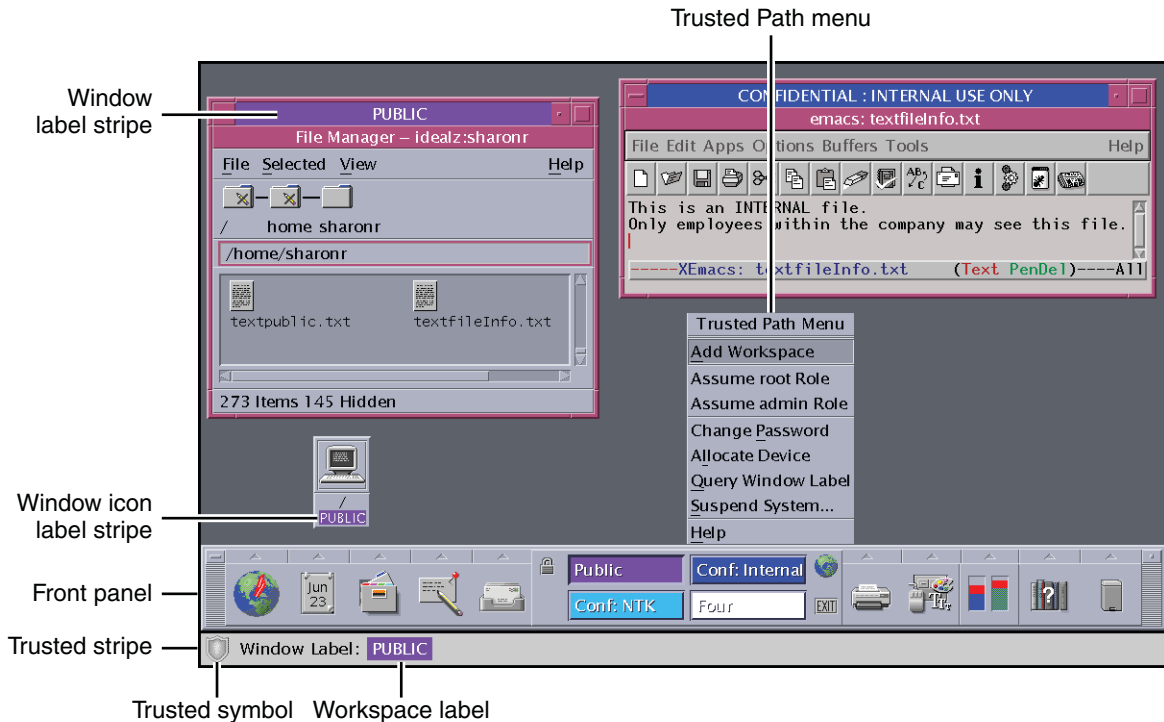 Trusted Path menu
Window
label stripe
PUBLIC
File Manager – idealz:sharonr
File Selected View Help
/ home sharonr
/home/sharonr
textpublic.txt textfileInfo.txt
273 Items 145 Hidden
CONFIDENTIAL : INTERNAL USE ONLY
emacs: textfileInfo.txt
File Edit Apps Options Buffers Tools Help
This is an INTERNAL file.
Only employees within the company may see this file.
-----XEmacs: textfileInfo.txt (Text PenDel)----All
Trusted Path Menu
Add Workspace
Assume root Role
Assume admin Role
Change Password
Allocate Device
Query Window Label
Suspend System...
Help
/
PUBLIC
Window icon
label stripe
Front panel
Jun
23
Public
Conf: Internal
Conf: NTK
Four
EXIT
Trusted stripe
Window Label: PUBLIC
Trusted symbol
Workspace label